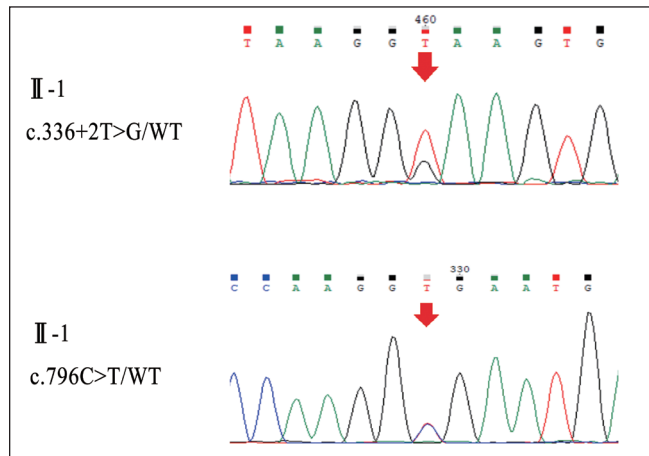 460
T A A G G T A A G T G
Ⅱ-1
c.336+2T>G/WT
330
C C A A G G T G A A T G
Ⅱ-1
c.796C>T/WT